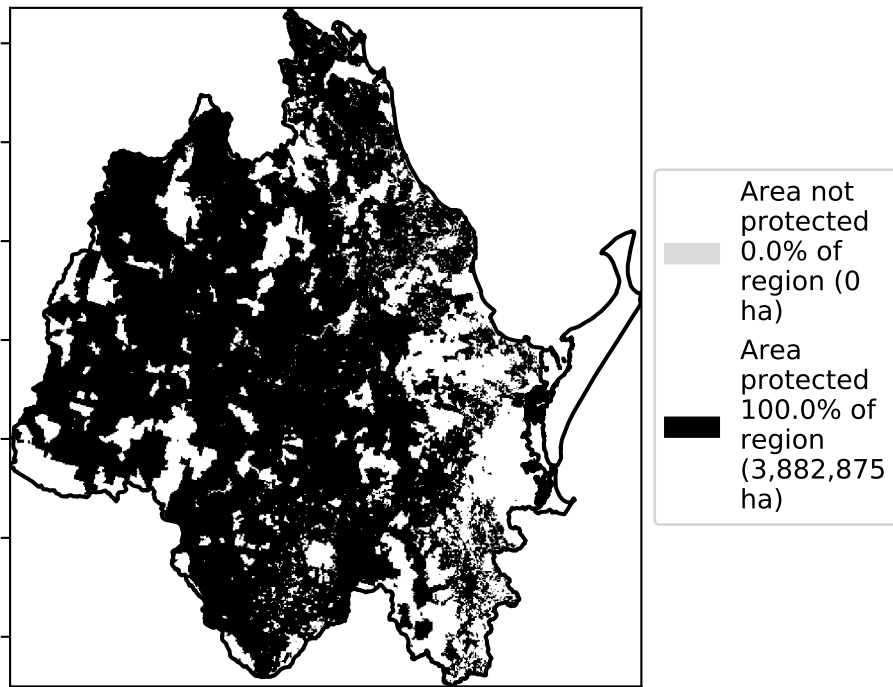 Area not
protected
0.0% of
region (0
ha)
Area
protected
100.0% of
region
(3,882,875
ha)